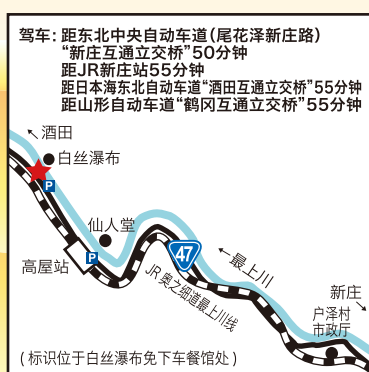 驾车：距东北中央自动车道（尾花泽新庄路）
“新庄互通立交桥”50分钟
距JR新庄站55分钟
距日本海东北自动车道“酒田互通立交桥”55分钟
距山形自动车道“鹤冈互通立交桥”55分钟
酒田
白丝瀑布
P
仙人堂
P
高屋站
47
最上川
JR 奥之细道最上川线
新庄
户泽村
市政厅
( 标识位于白丝瀑布免下车餐馆处 )